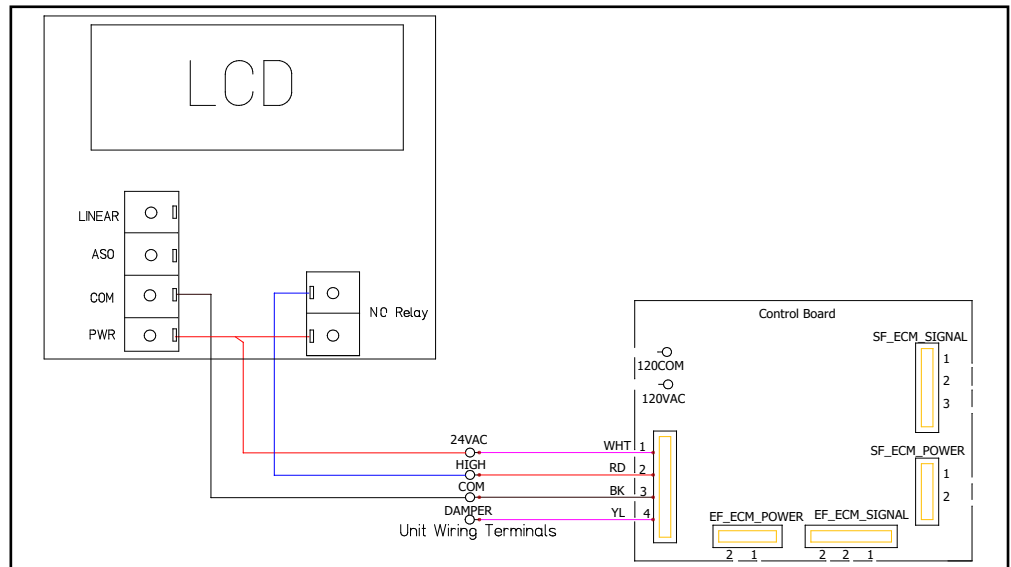 LCD
LINEAR
ASO
COM
PWR
NO Relay
Control Board
SF_ECM_SIGNAL
1
2
3
120COM
120VAC
24VAC
WHT 1
HIGH
RD 2
COM
BK 3
DAMPER
YL 4
Unit Wiring Terminals
SF_ECM_POWER
1
2
EF_ECM_POWER
2 1
EF_ECM_SIGNAL
2 2 1